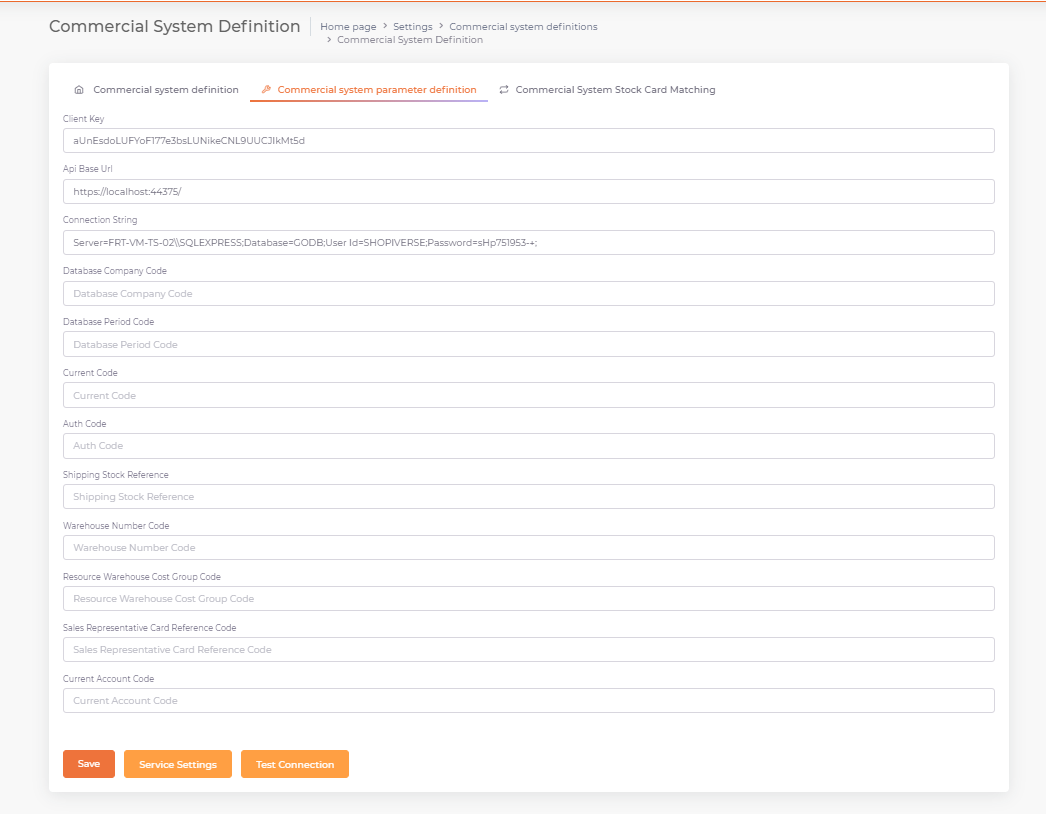 Commercial System Definition
Home page > Settings > Commercial system definitions
> Commercial System Definition
Commercial system definition
Commercial system parameter definition
Commercial System Stock Card Matching
Client Key
aUnEsdoLUFYoF177e3bsLUNikeCNL9UUCJIkMt5d
Api Base Url
https://localhost:44375/
Connection String
Server=FRT-VM-TS-02\\SQLEXPRESS;Database=GODB;User Id=SHOPIVERSE;Password=sHp751953-+;
Database Company Code
Database Company Code
Database Period Code
Database Period Code
Current Code
Current Code
Auth Code
Auth Code
Shipping Stock Reference
Shipping Stock Reference
Warehouse Number Code
Warehouse Number Code
Resource Warehouse Cost Group Code
Resource Warehouse Cost Group Code
Sales Representative Card Reference Code
Sales Representative Card Reference Code
Current Account Code
Current Account Code
Save
Service Settings
Test Connection